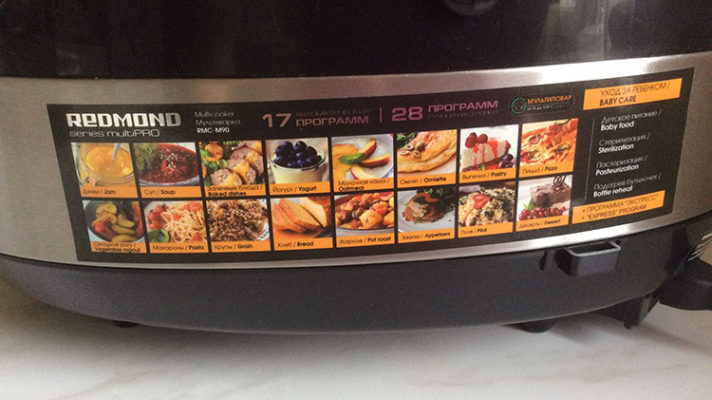 REDMOND
series multiPRO
Multicooker
Мультиварка
RMC-M90
17 АВТОМАТИЧЕСКИХ
ПРОГРАММ
28 ПРОГРАММ
МУЛЬТИПОВАР
УХОД ЗА РЕБЕНКОМ /
BABY CARE
Джем / Jam
Суп / Soup
Запеченые блюда /
Baked dishes
Йогурт / Yogurt
Молочная каша /
Oatmeal
Омлет / Omlette
Выпечка / Pastry
Пицца / Pizza
Овощное рагу /
Vegetable ragout
Макароны / Pasta
Крупы / Grain
Хлеб / Bread
Жаркое / Pot roast
Закуски / Appetizers
Плов / Pilaf
Десерты / Dessert
Детское питание /
Baby food
Стерилизация /
Sterilization
Пастеризация /
Pasteurization
Подогрев бутылочек /
Bottle reheat
+ ПРОГРАММА "ЭКСПРЕСС" /
+ "EXPRESS" PROGRAM